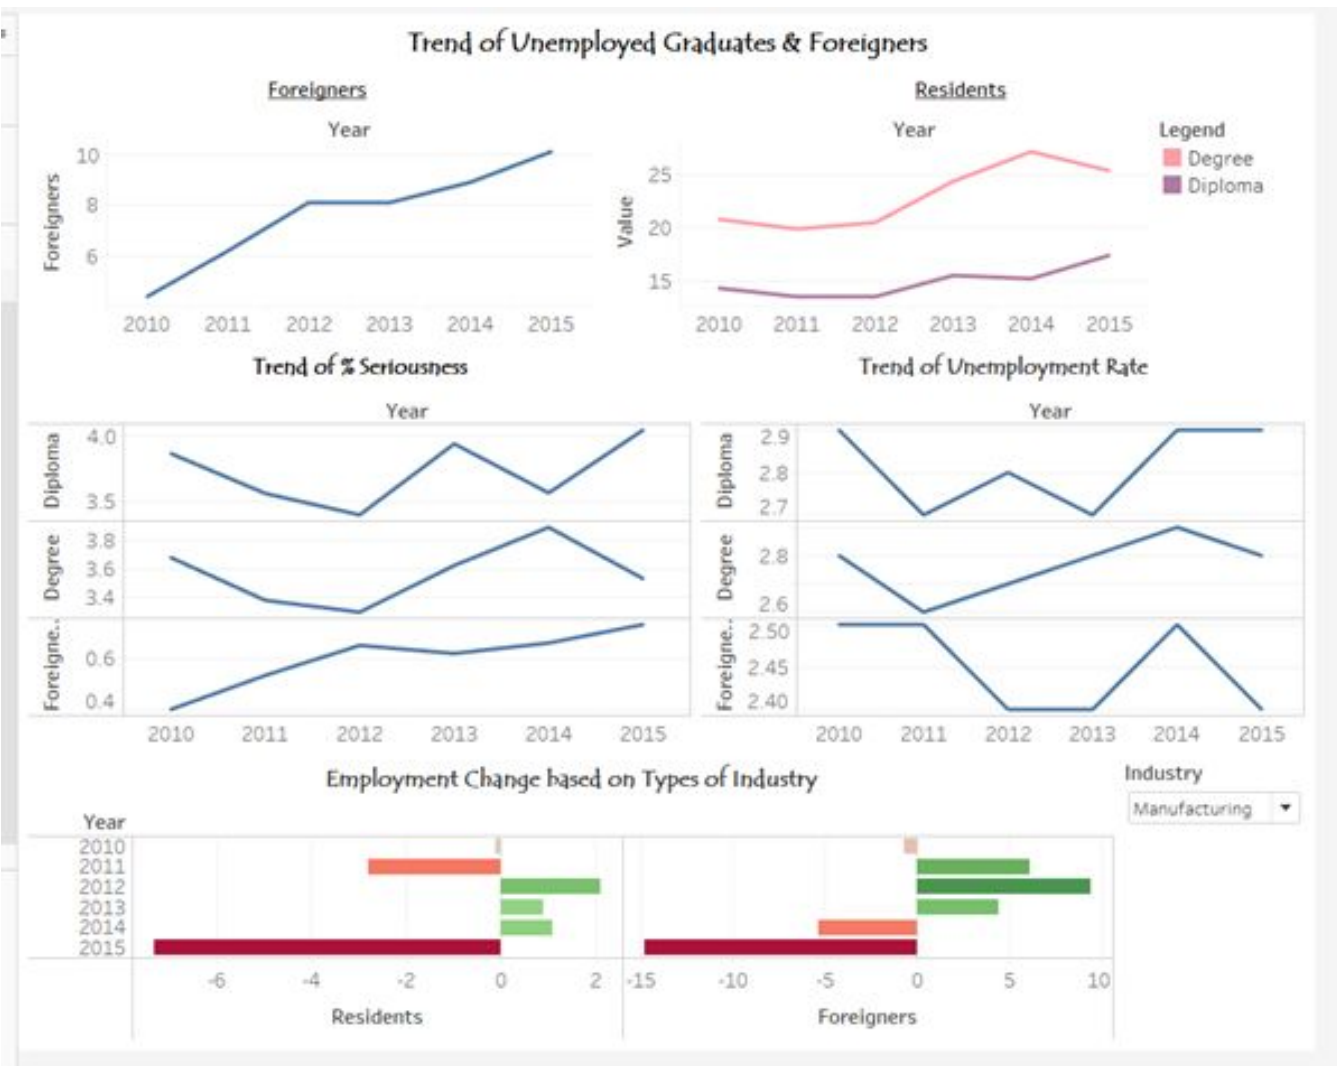 Trend of Unemployed Graduates & Foreigners
Foreigners
Year
Foreigners
10
8
6
2010 2011 2012 2013 2014 2015
Residents
Year
Value
25
20
15
2010 2011 2012 2013 2014 2015
Legend
Degree
Diploma
Trend of % Seriousness
Year
Diploma
4.0
3.5
Degree
3.8
3.6
3.4
Foreigne..
0.6
0.4
2010 2011 2012 2013 2014 2015
Trend of Unemployment Rate
Year
Diploma
2.9
2.8
2.7
Degree
2.8
2.6
Foreigne..
2.50
2.45
2.40
2010 2011 2012 2013 2014 2015
Employment Change based on Types of Industry
Industry
Manufacturing
Year
2010
2011
2012
2013
2014
2015
-6 -4 -2 0 2
Residents
-15 -10 -5 0 5 10
Foreigners